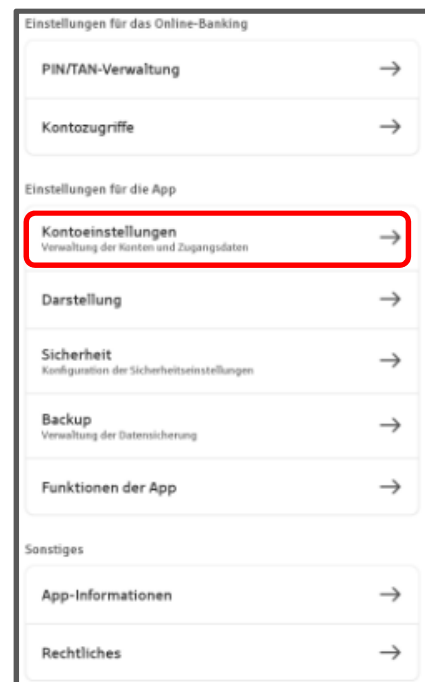 Einstellungen für das Online-Banking
PIN/TAN-Verwaltung
Kontozugriffe
Einstellungen für die App
Kontoeinstellungen
Verwaltung der Konten und Zugangsdaten
Darstellung
Sicherheit
Konfiguration der Sicherheitseinstellungen
Backup
Verwaltung der Datensicherung
Funktionen der App
Sonstiges
App-Informationen
Rechtliches